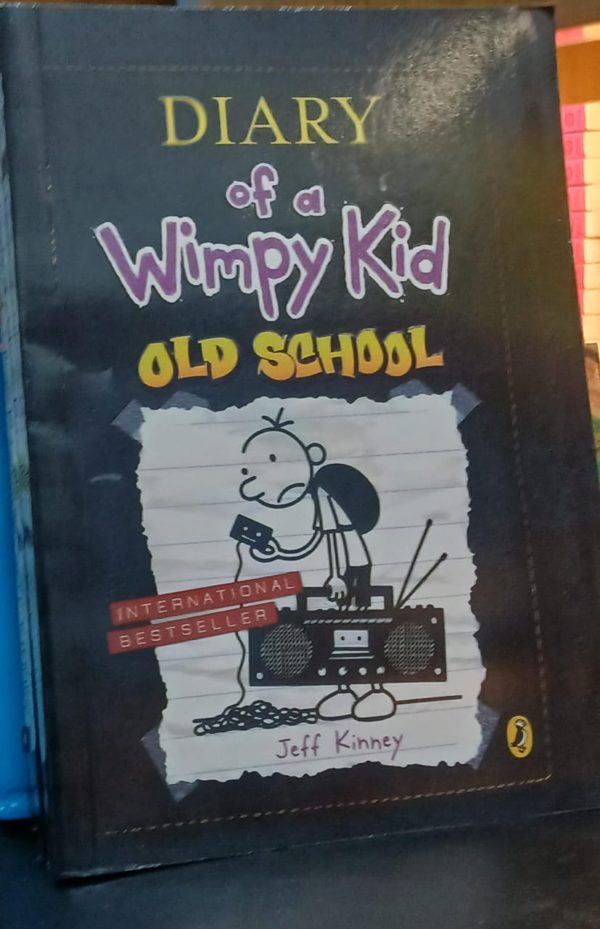 DIARY
of a
Wimpy Kid
OLD SCHOOL
INTERNATIONAL
BESTSELLER
Jeff Kinney